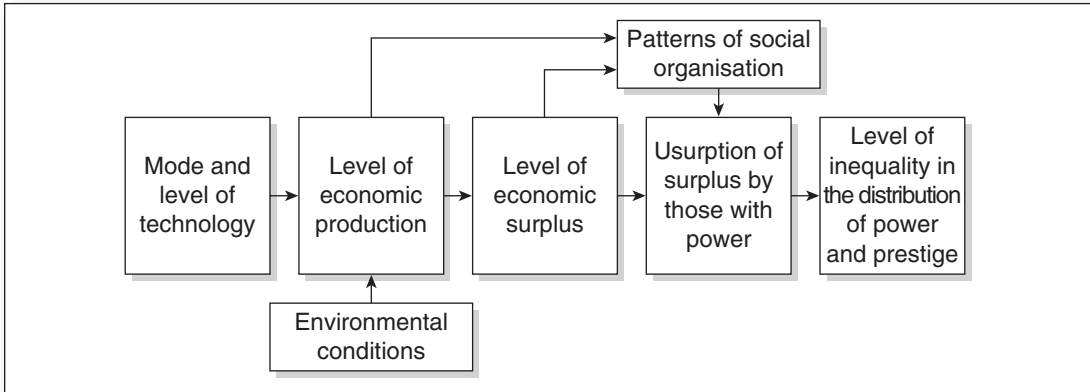 Patterns of social
organisation
Mode and
level of
technology
Level of
economic
production
Level of
economic
surplus
Usurption of
surplus by
those with
power
Level of
inequality in
the distribution
of power
and prestige
Environmental
conditions